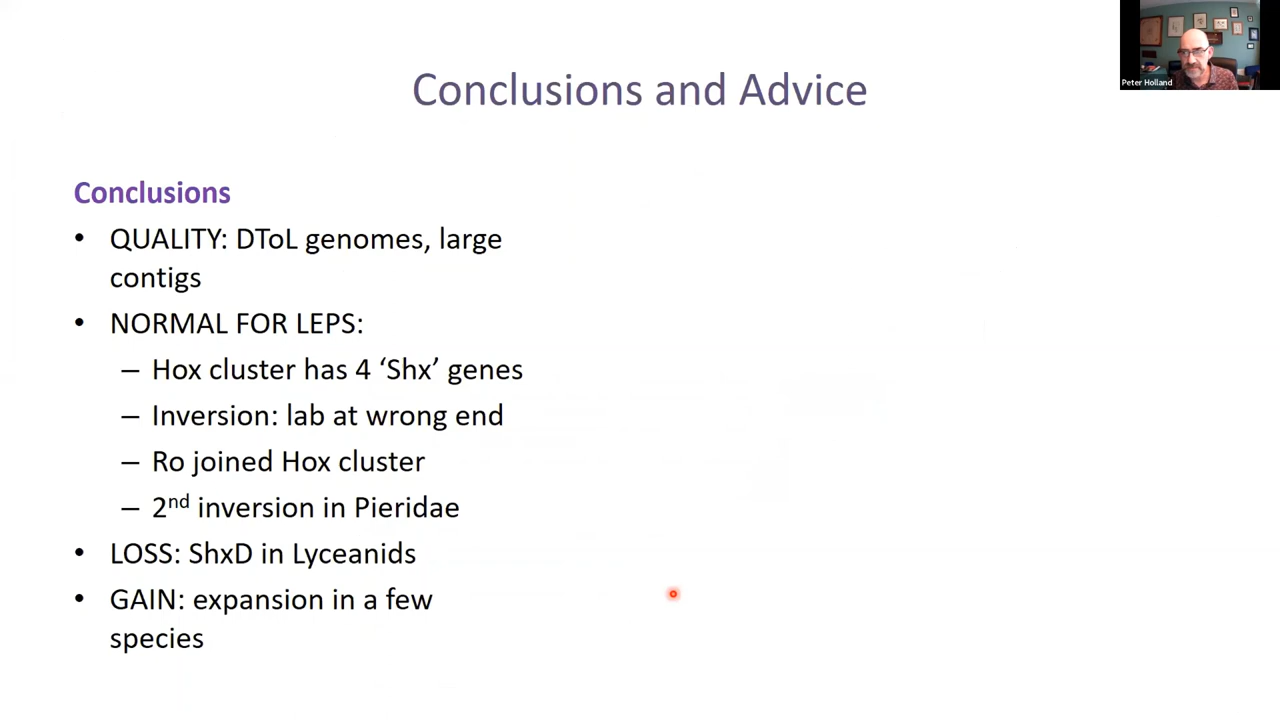 Conclusions and Advice
Peter Holland
Conclusions
• QUALITY: DToL genomes, large
contigs
• NORMAL FOR LEPS:
– Hox cluster has 4 ‘Shx’ genes
– Inversion: lab at wrong end
– Ro joined Hox cluster
– 2nd inversion in Pieridae
• LOSS: ShxD in Lyceanids
• GAIN: expansion in a few
species